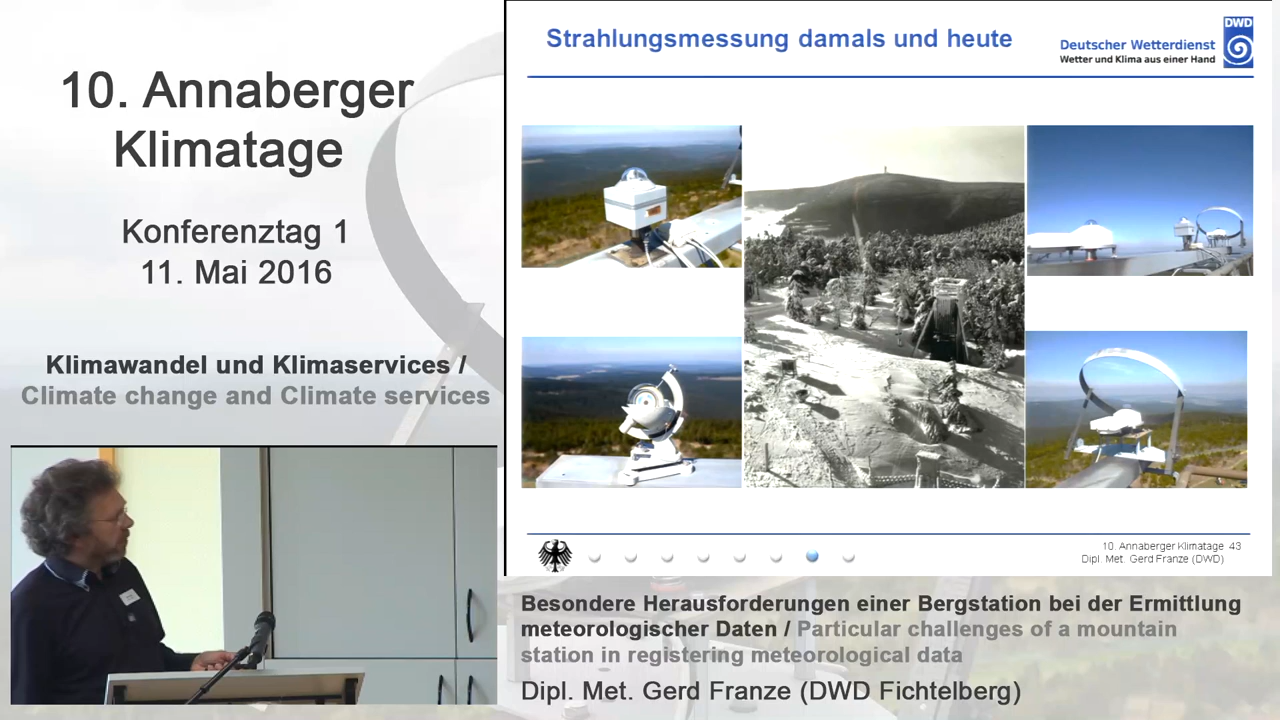 10. Annaberger
Klimatage
Konferenztag 1
11. Mai 2016
Klimawandel und Klimaservices /
Climate change and Climate services
Strahlungsmessung damals und heute
DWD
Deutscher Wetterdienst
Wetter und Klima aus einer Hand
10. Annaberger Klimatage 43
Dipl. Met. Gerd Franze (DWD)
Besondere Herausforderungen einer Bergstation bei der Ermittlung
meteorologischer Daten / Particular challenges of a mountain
station in registering meteorological data
Dipl. Met. Gerd Franze (DWD Fichtelberg)